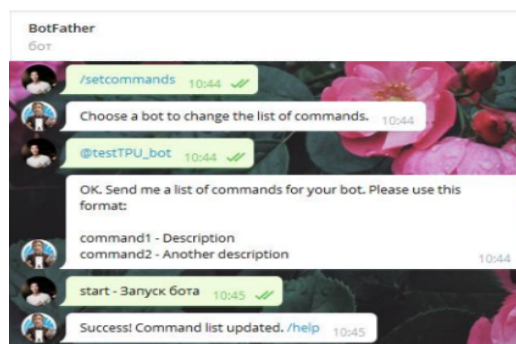 BotFather
бот
/setcommands 10:44
Choose a bot to change the list of commands. 10:44
@testTPU_bot 10:44
OK. Send me a list of commands for your bot. Please use this
format:
command1 - Description
command2 - Another description
10:44
start - Запуск бота 10:45
Success! Command list updated. /help 10:45